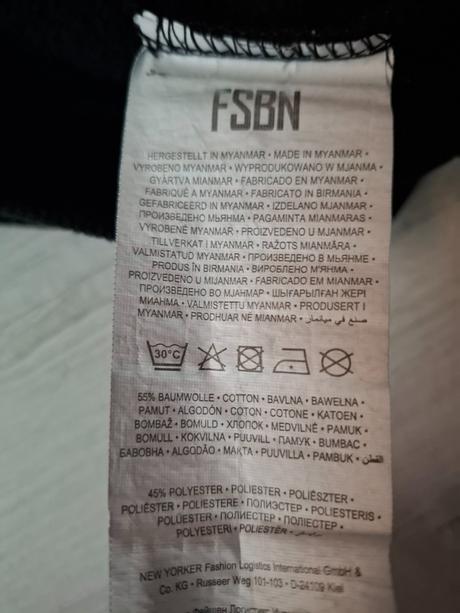 FSBN
HERGESTELLT IN MYANMAR • MADE IN MYANMAR •
VYROBENO MYANMAR • WYPRODUKOWANO W MJANMA •
GYÁRTVA MIANMAR • FABRICADO EN MYANMAR •
FABRIQUÉ A MYANMAR • FABRICATO IN BIRMANIA •
GEFABRICEERD IN MYANMAR • IZDELANO MJANMAR •
ПРОИЗВЕДЕНО МЬЯНМА • PAGAMINTA MIANMARAS •
VYROBENÉ MYANMAR • PROIZVEDENO U MJANMAR •
TILLVERKAT I MYANMAR • RAŽOTS MIANMĀRA •
VALMISTATUD MYANMAR • ПРОИЗВЕДЕНО В МЬЯНМЕ •
PRODUS ÎN BIRMANIA • ВИРОБЛЕНО М'ЯНМА •
PROIZVEDENO U MIJANMAR • FABRICADO EM MIANMAR •
ПРОИЗВЕДЕНО ВО МЈАНМАР • ШЫҒАРЫЛҒАН ЖЕРІ
МИАНМА • VALMISTETTU MYANMAR • PRODUSERT I
MYANMAR • PRODHUAR NË MIANMAR • صنع في ميانمار •
30°C
55% BAUMWOLLE • COTTON • BAVLNA • BAWEŁNA •
PAMUT • ALGODÓN • COTON • COTONE • KATOEN •
BOMBAŽ • BOMULD • ХЛОПОК • MEDVILNĖ • PAMUK •
BOMULL • KOKVILNA • PUUVILL • ПАМУК • BUMBAC •
БАВОВНА • ALGODÃO • МАҚТА • PUUVILLA • PAMBUK • القطن •
45% POLYESTER • POLIESTER • POLIÉSZTER •
POLIÉSTER • POLIESTERE • ПОЛИЭСТЕР • POLIESTERIS •
POLÜESTER • ПОЛИЕСТЕР • ПОЛІЕСТЕР •
POLYESTERI • POLIESTËR •
NEW YORKER Fashion Logistics International GmbH &
Co. KG • Russeer Weg 101-103 • D-24109 Kiel